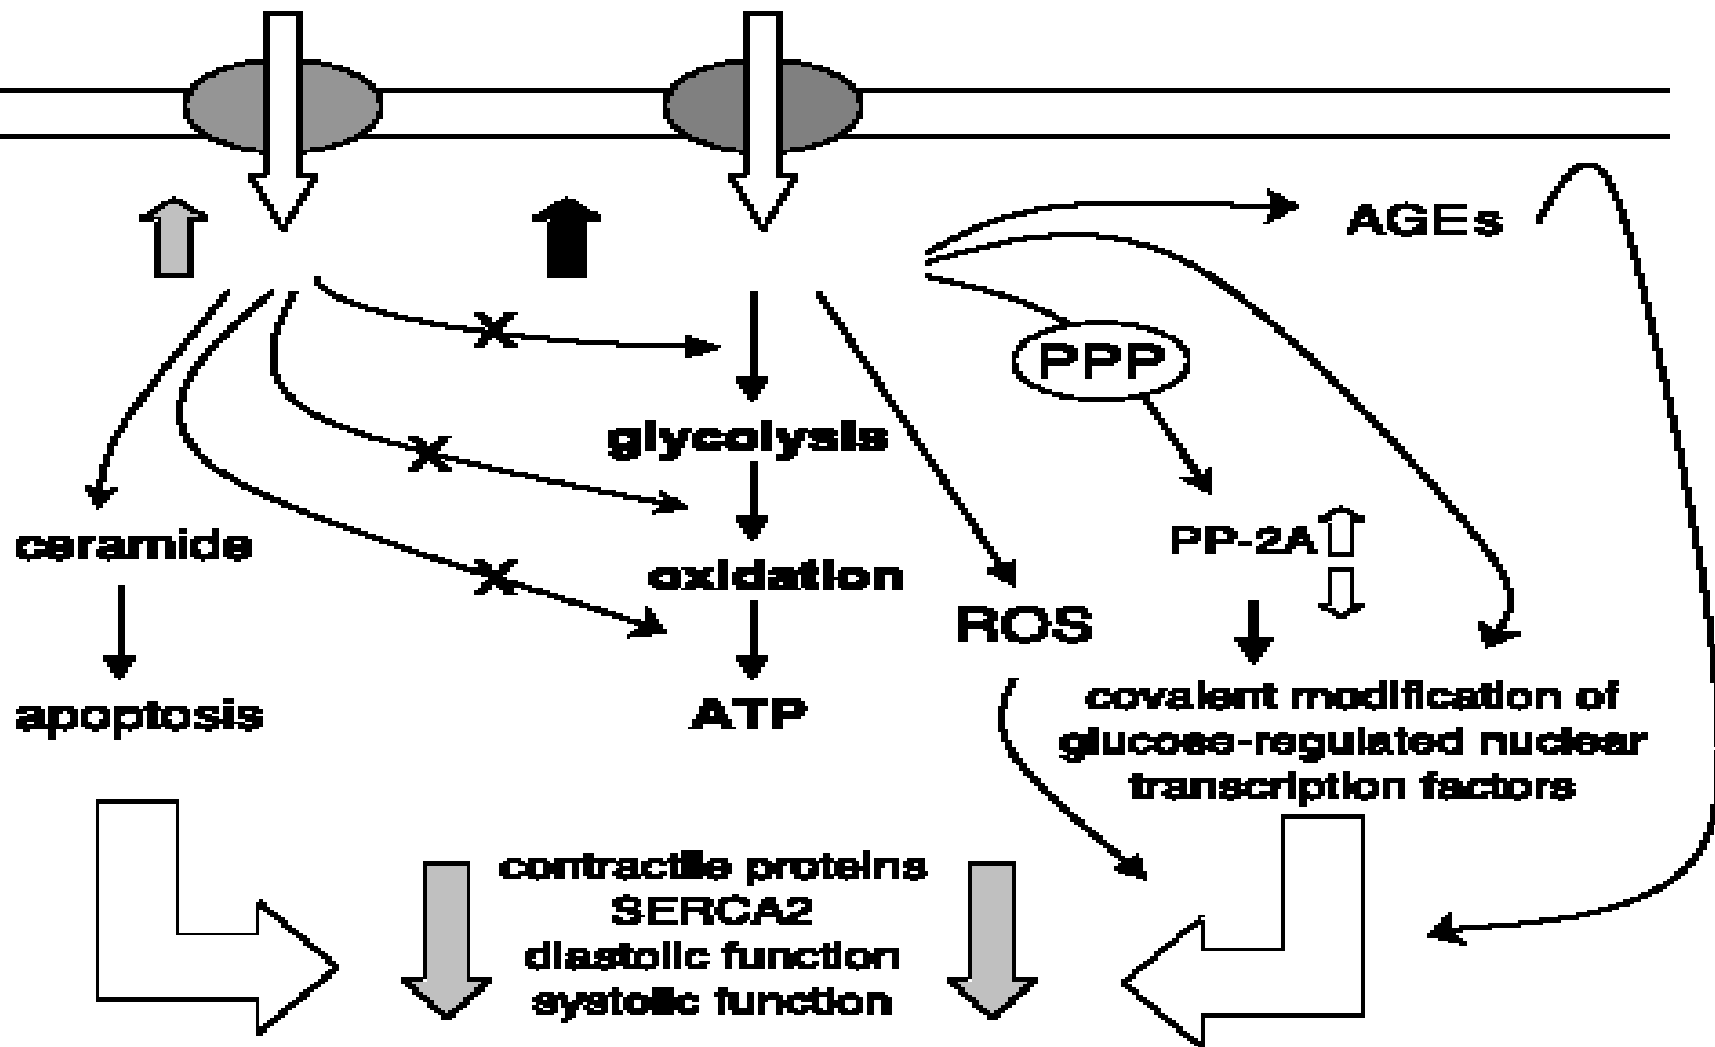 AGEs
PPP
glycolysis
PP-2A
ceramide
oxidation
ROS
apoptosis
ATP
covalent modification of
glucose-regulated nuclear
transcription factors
contractile proteins
SERCA2
diastolic function
systolic function